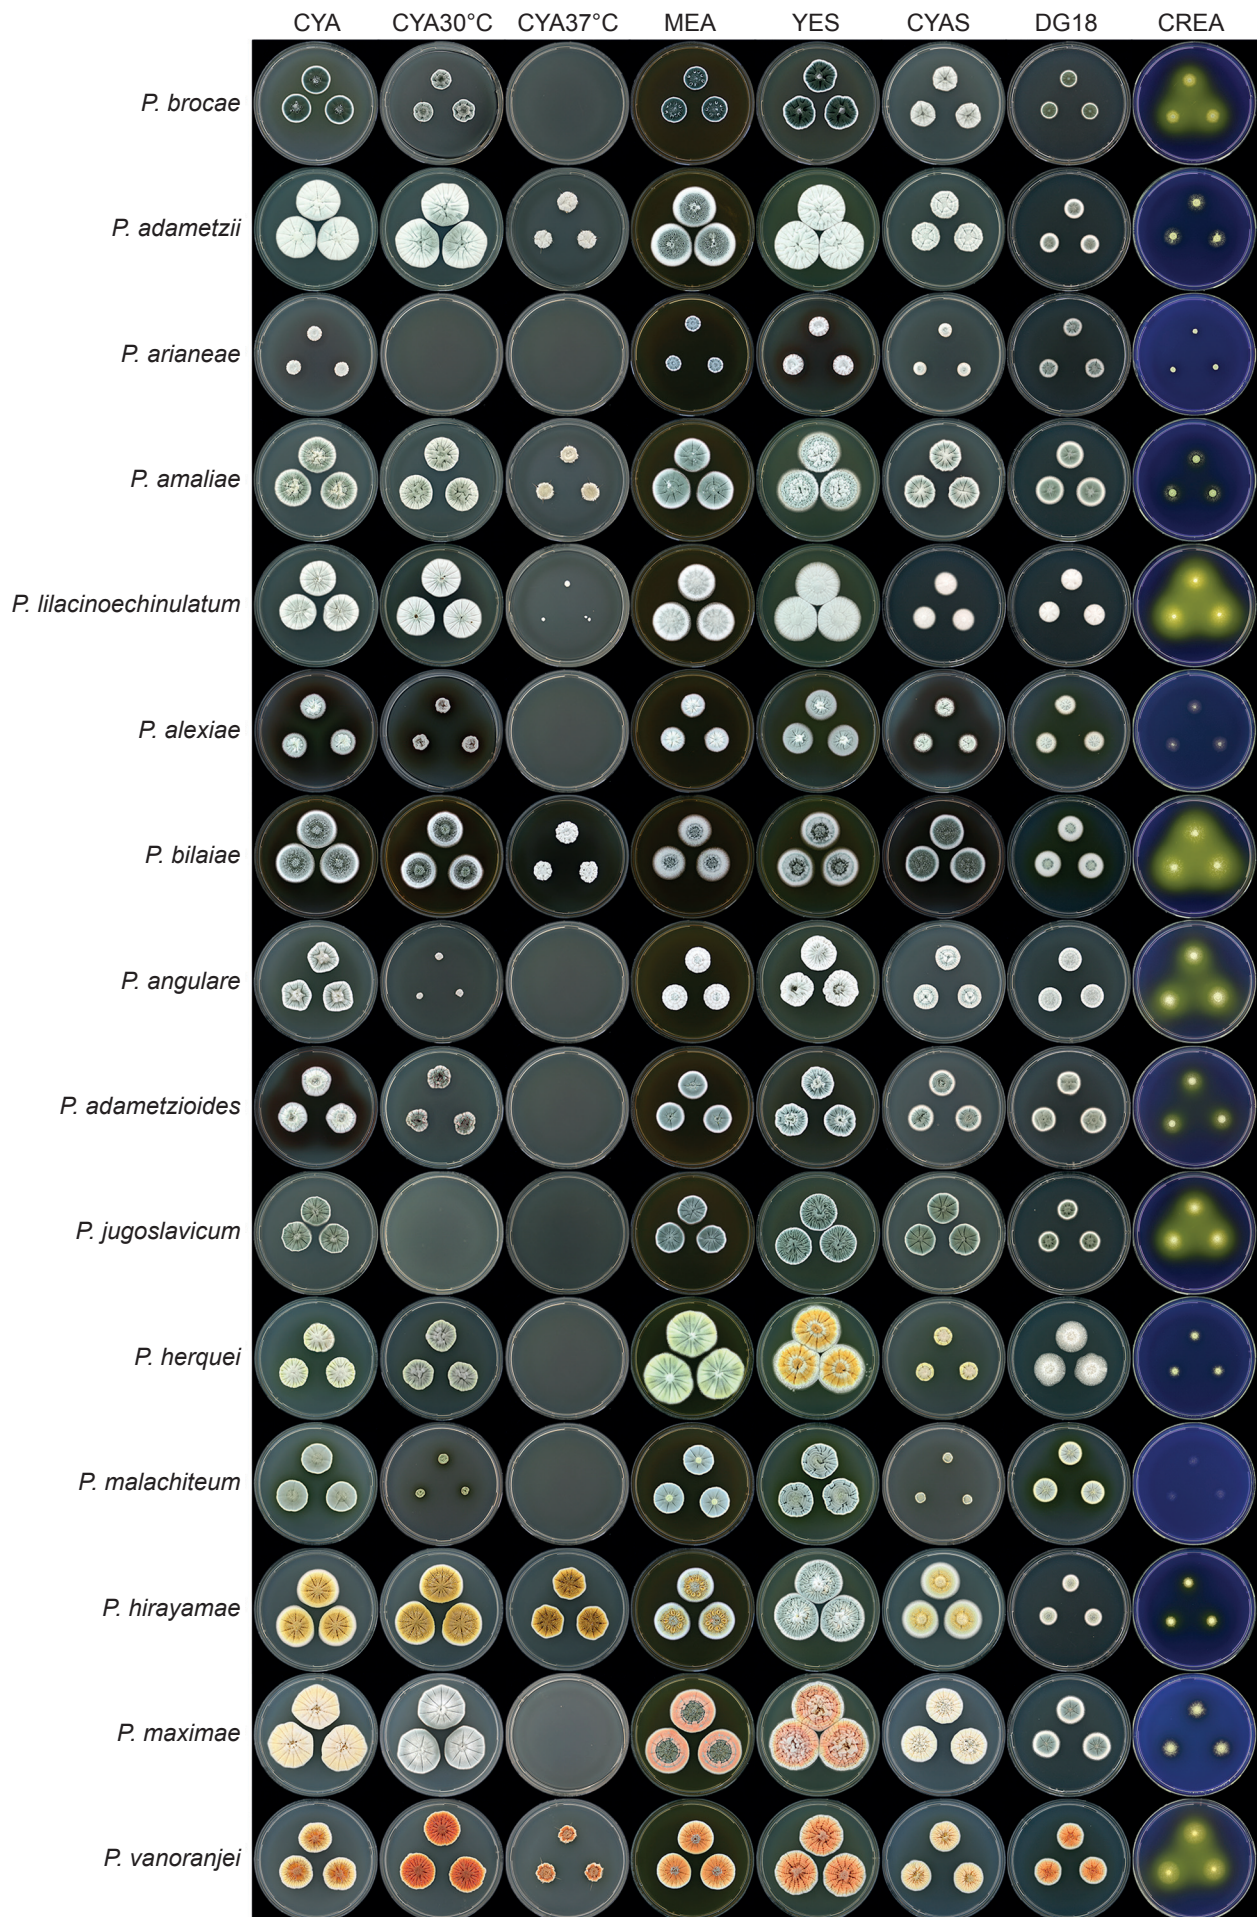 CYA CYA30°C CYA37°C MEA YES CYAS DG18 CREA
P. brocae
P. adametzii
P. arianeae
P. amaliae
P. lilacinoechinulatum
P. alexiae
P. bilaiae
P. angulare
P. adametzioides
P. jugoslavicum
P. herquei
P. malachiteum
P. hirayamae
P. maximae
P. vanoranjei